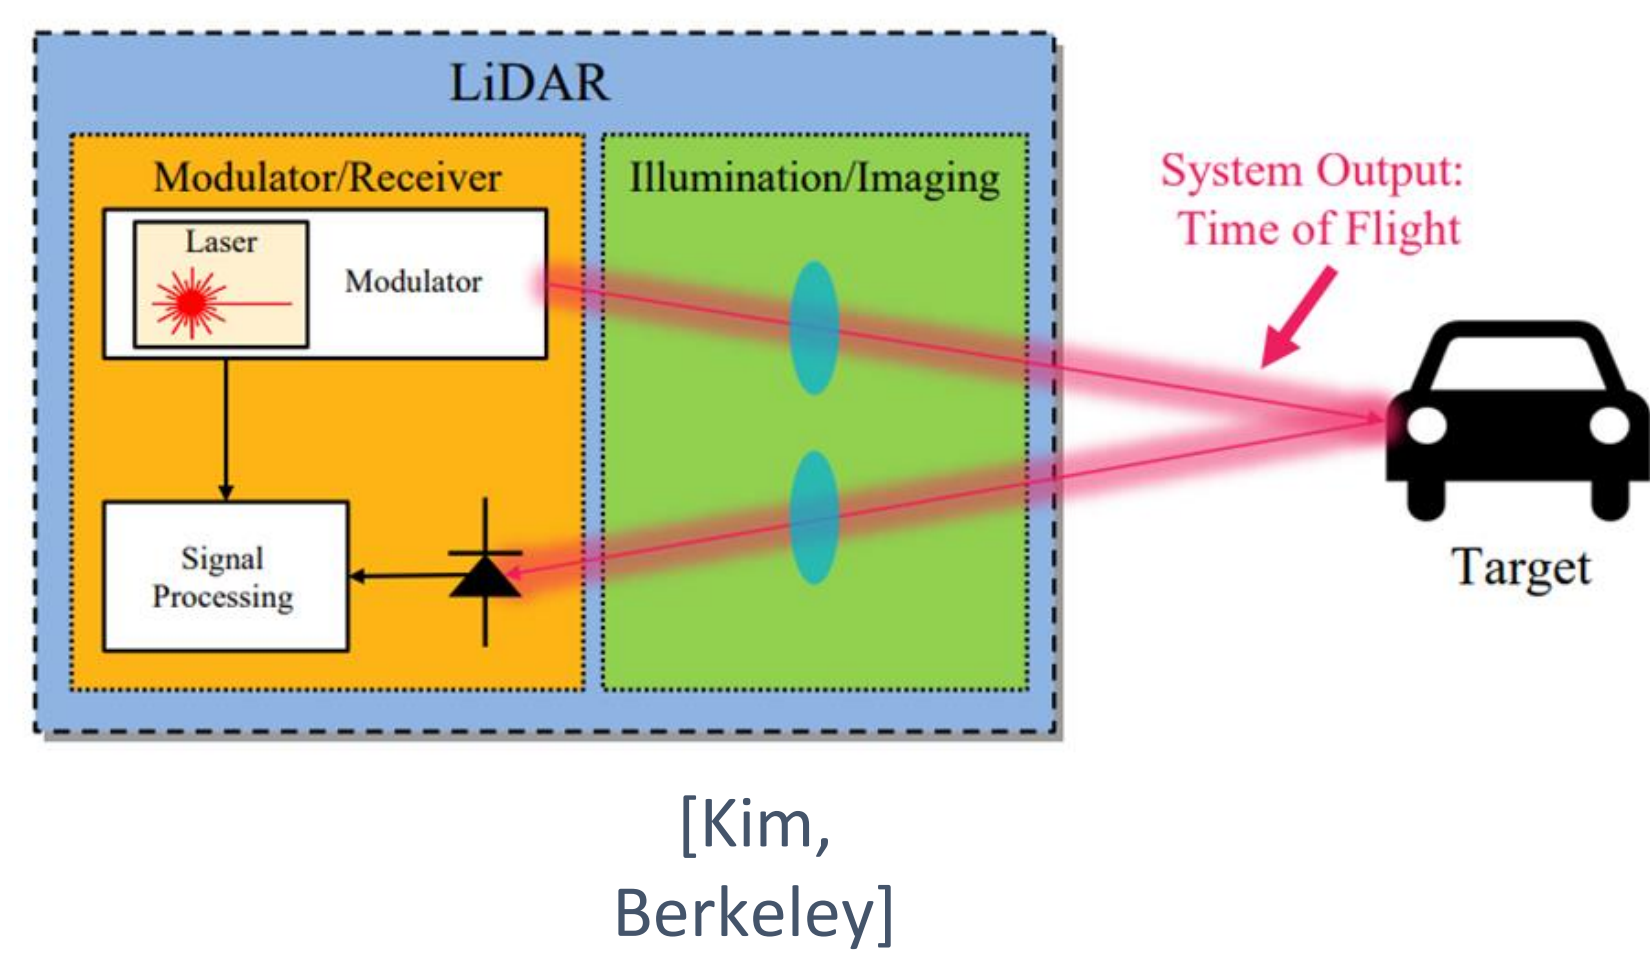 LiDAR
Modulator/Receiver
Laser
Modulator
Signal
Processing
Illumination/Imaging
System Output:
Time of Flight
Target
[Kim,
Berkeley]